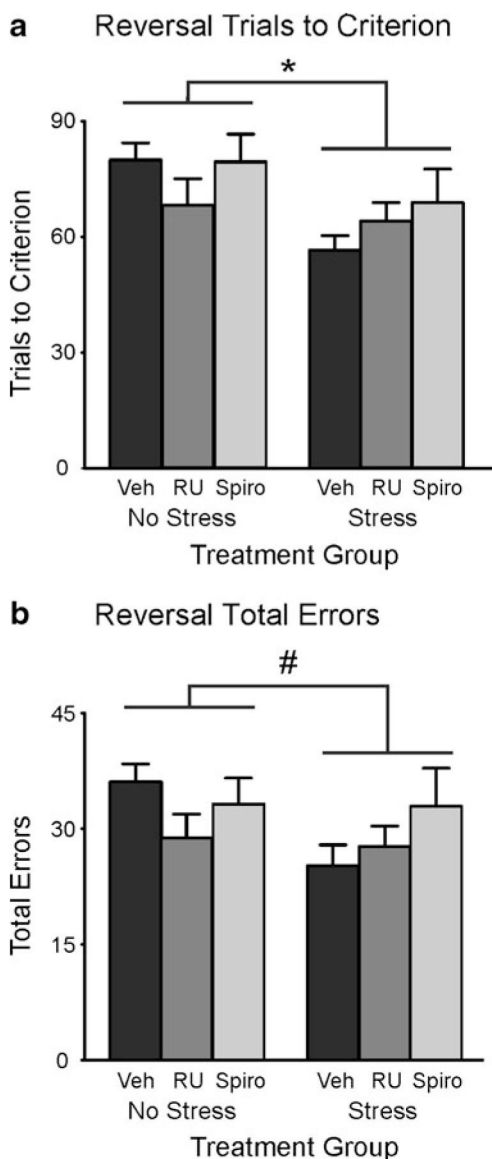 a Reversal Trials to Criterion
*
90
60
30
0
Trials to Criterion
Veh RU Spiro Veh RU Spiro
No Stress Stress
Treatment Group
b Reversal Total Errors
#
45
30
15
0
Total Errors
Veh RU Spiro Veh RU Spiro
No Stress Stress
Treatment Group